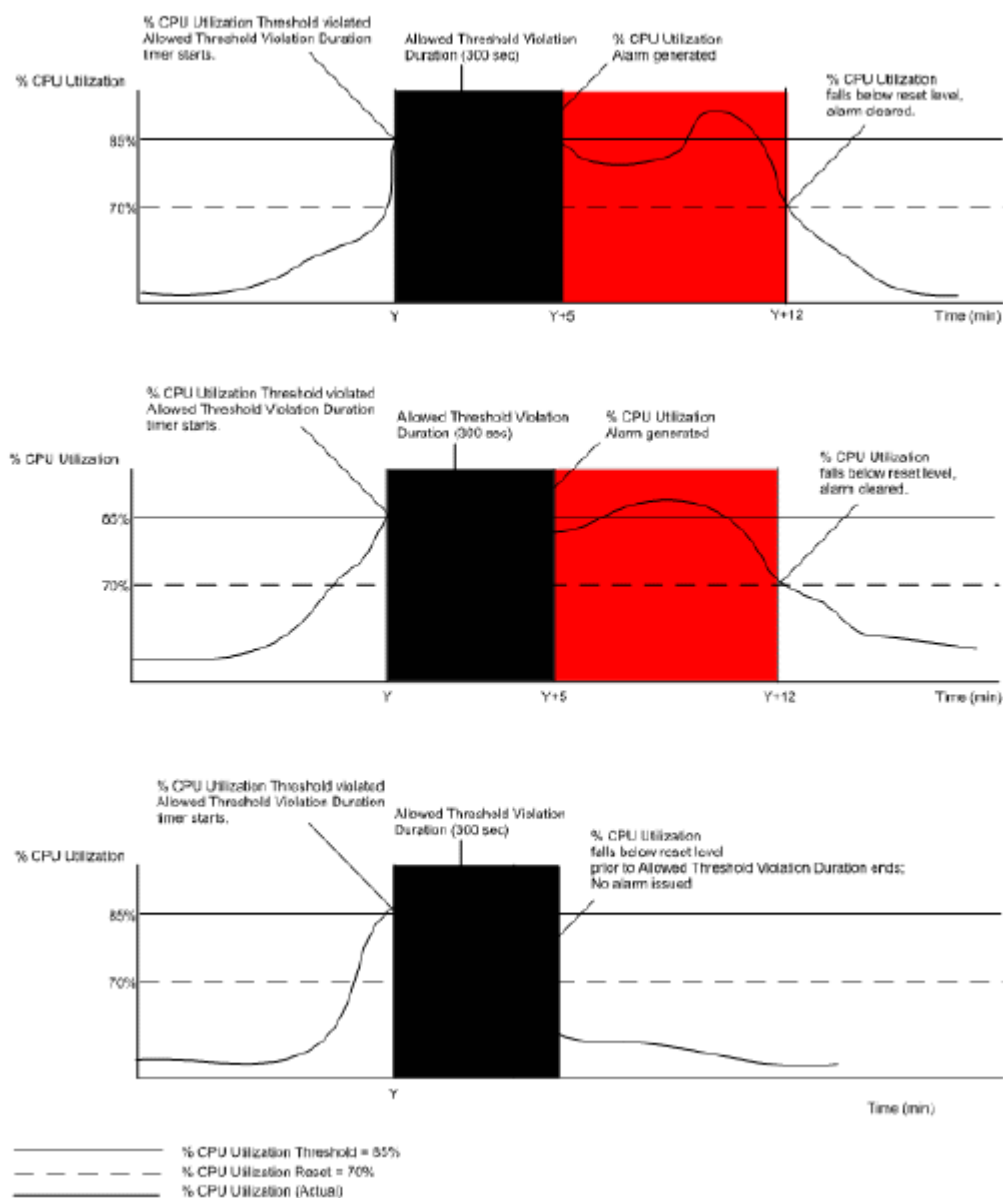 % CPU Utilization Threshold violated
Allowed Threshold Violation Duration
timer starts.
Allowed Threshold Violation
Duration (300 sec)
% CPU Utilization
Alarm generated
% CPU Utilization
% CPU Utilization
falls below reset level,
alarm cleared.
85%
70%
Y
Y+5
Y+12
Time (min)
% CPU Utilization Threshold violated
Allowed Threshold Violation Duration
timer starts.
Allowed Threshold Violation
Duration (300 sec)
% CPU Utilization
Alarm generated
% CPU Utilization
% CPU Utilization
falls below reset level,
alarm cleared.
85%
70%
Y
Y+5
Y+12
Time (min)
% CPU Utilization Threshold violated
Allowed Threshold Violation Duration
timer starts.
Allowed Threshold Violation
Duration (300 sec)
% CPU Utilization
falls below reset level
prior to Allowed Threshold Violation Duration ends;
No alarm issued
% CPU Utilization
85%
70%
Y
Time (min)
% CPU Utilization Threshold = 85%
% CPU Utilization Reset = 70%
% CPU Utilization (Actual)